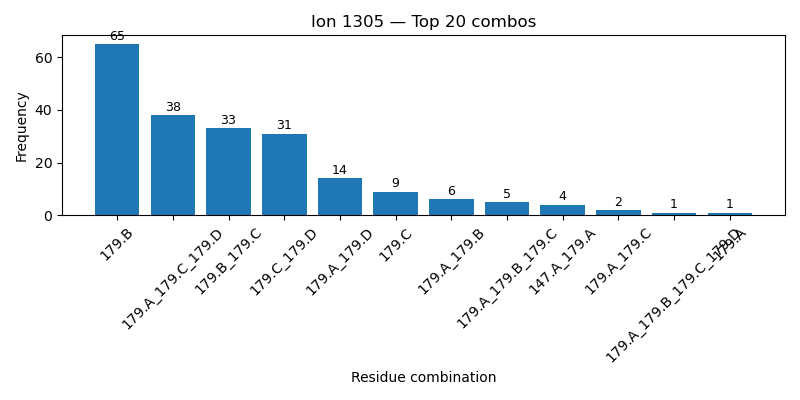 Ion 1305 — Top 20 combos
Frequency
60
40
20
0
65
38
33
31
14
9
6
5
4
2
1
1
179.B
179.A_179.C_179.D
179.B_179.C
179.C_179.D
179.A_179.D
179.C
179.A_179.B
179.A_179.B_179.C
147.A_179.A
179.A_179.C
179.A_179.B_179.C_179.D
179.A
Residue combination